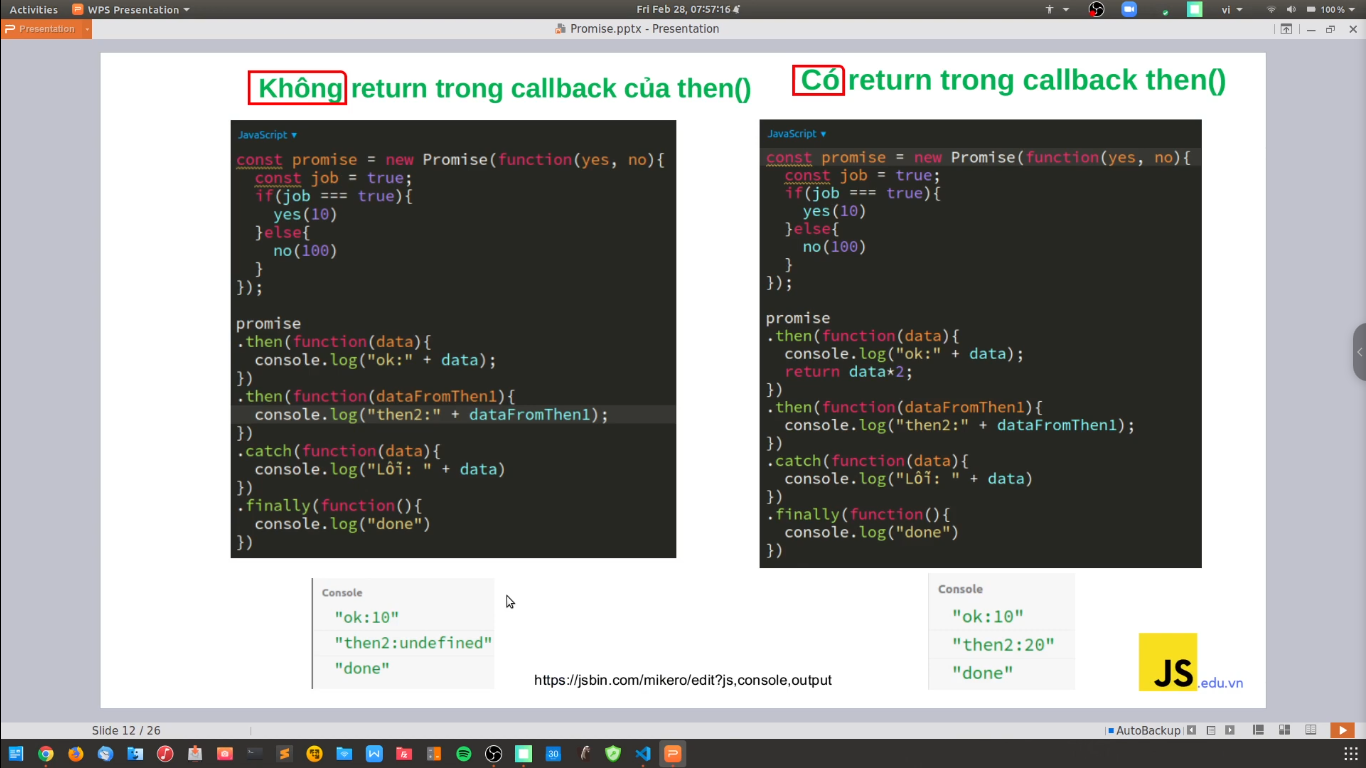 Activities WPS Presentation Fri Feb 28, 07:57:16 vi 100 %
Presentation Promise.pptx - Presentation
Không return trong callback của then()
JavaScript
const promise = new Promise(function(yes, no){
const job = true;
if(job === true){
yes(10)
}else{
no(100)
}
});
promise
.then(function(data){
console.log("ok:" + data);
})
.then(function(dataFromThen1){
console.log("then2:" + dataFromThen1);
})
.catch(function(data){
console.log("Lỗi: " + data)
})
.finally(function(){
console.log("done")
})
Console
"ok:10"
"then2:undefined"
"done"
Có return trong callback then()
JavaScript
const promise = new Promise(function(yes, no){
const job = true;
if(job === true){
yes(10)
}else{
no(100)
}
});
promise
.then(function(data){
console.log("ok:" + data);
return data*2;
})
.then(function(dataFromThen1){
console.log("then2:" + dataFromThen1);
})
.catch(function(data){
console.log("Lỗi: " + data)
})
.finally(function(){
console.log("done")
})
Console
"ok:10"
"then2:20"
"done"
https://jsbin.com/mikero/edit?js,console,output
JS.edu.vn
Slide 12 / 26 AutoBackup
30